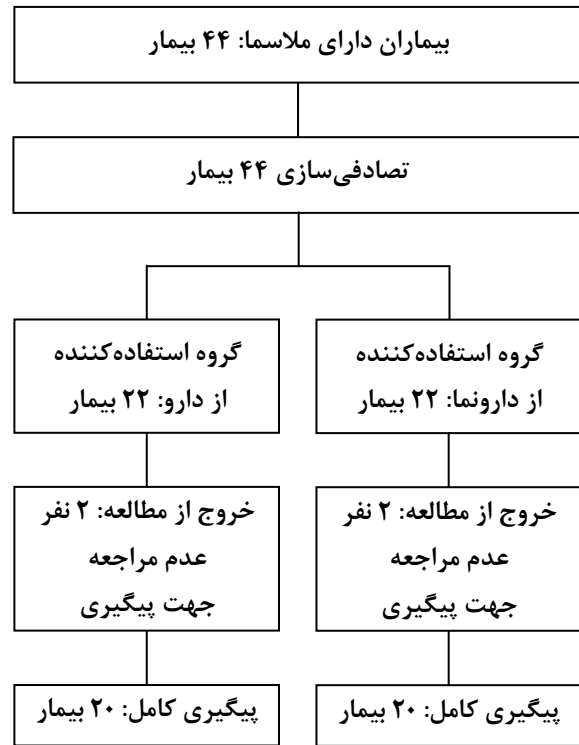 بیماران دارای ملاسما: ۴۴ بیمار
تصادفی‌سازی ۴۴ بیمار
گروه استفاده‌کننده
از دارونما: ۲۲ بیمار
گروه استفاده‌کننده
از دارو: ۲۲ بیمار
خروج از مطالعه: ۲ نفر
عدم مراجعه
جهت پیگیری
خروج از مطالعه: ۲ نفر
عدم مراجعه
جهت پیگیری
پیگیری کامل: ۲۰ بیمار
پیگیری کامل: ۲۰ بیمار